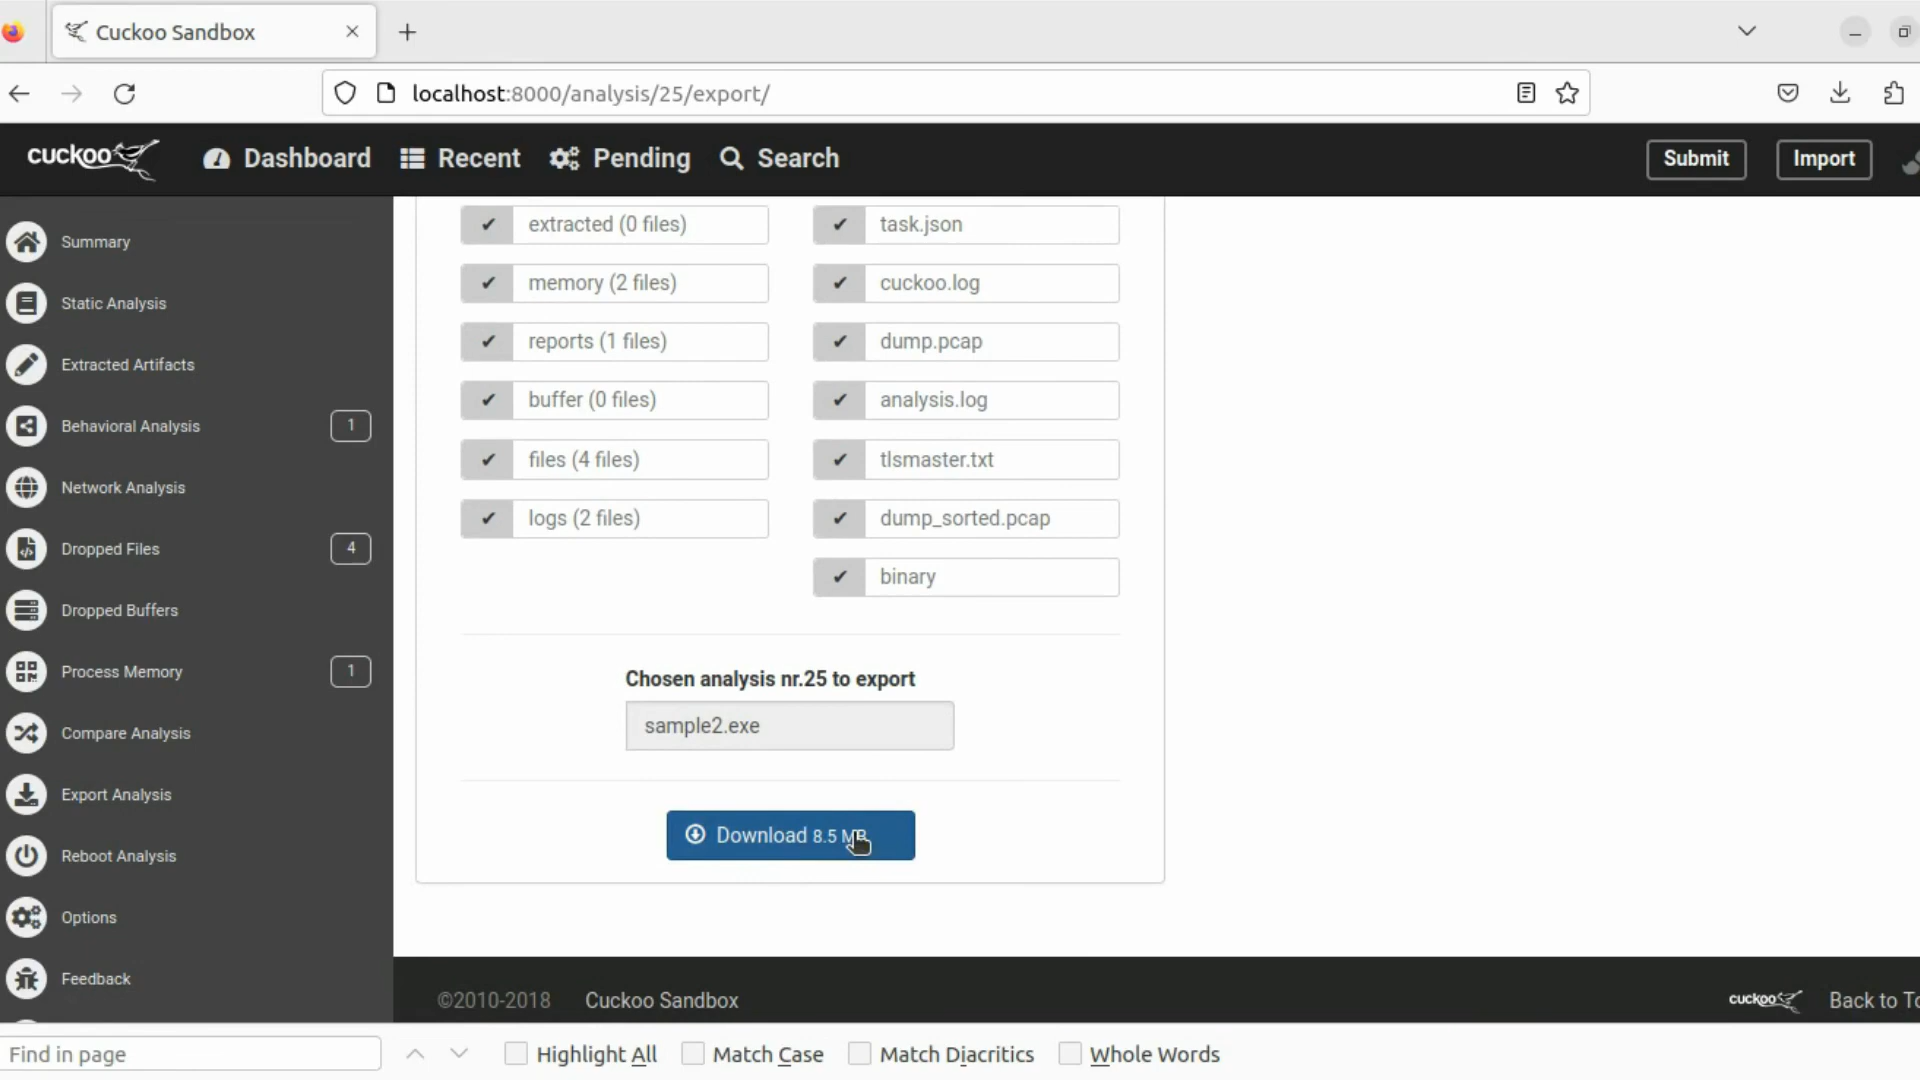 Cuckoo Sandbox
localhost:8000/analysis/25/export/
cuckoo
Dashboard
Recent
Pending
Search
Submit
Import
Summary
Static Analysis
Extracted Artifacts
Behavioral Analysis 1
Network Analysis
Dropped Files 4
Dropped Buffers
Process Memory 1
Compare Analysis
Export Analysis
Reboot Analysis
Options
Feedback
extracted (0 files)
memory (2 files)
reports (1 files)
buffer (0 files)
files (4 files)
logs (2 files)
task.json
cuckoo.log
dump.pcap
analysis.log
tlsmaster.txt
dump_sorted.pcap
binary
Chosen analysis nr.25 to export
sample2.exe
Download 8.5 MB
©2010-2018 Cuckoo Sandbox
cuckoo
Back to
Find in page
Highlight All
Match Case
Match Diacritics
Whole Words